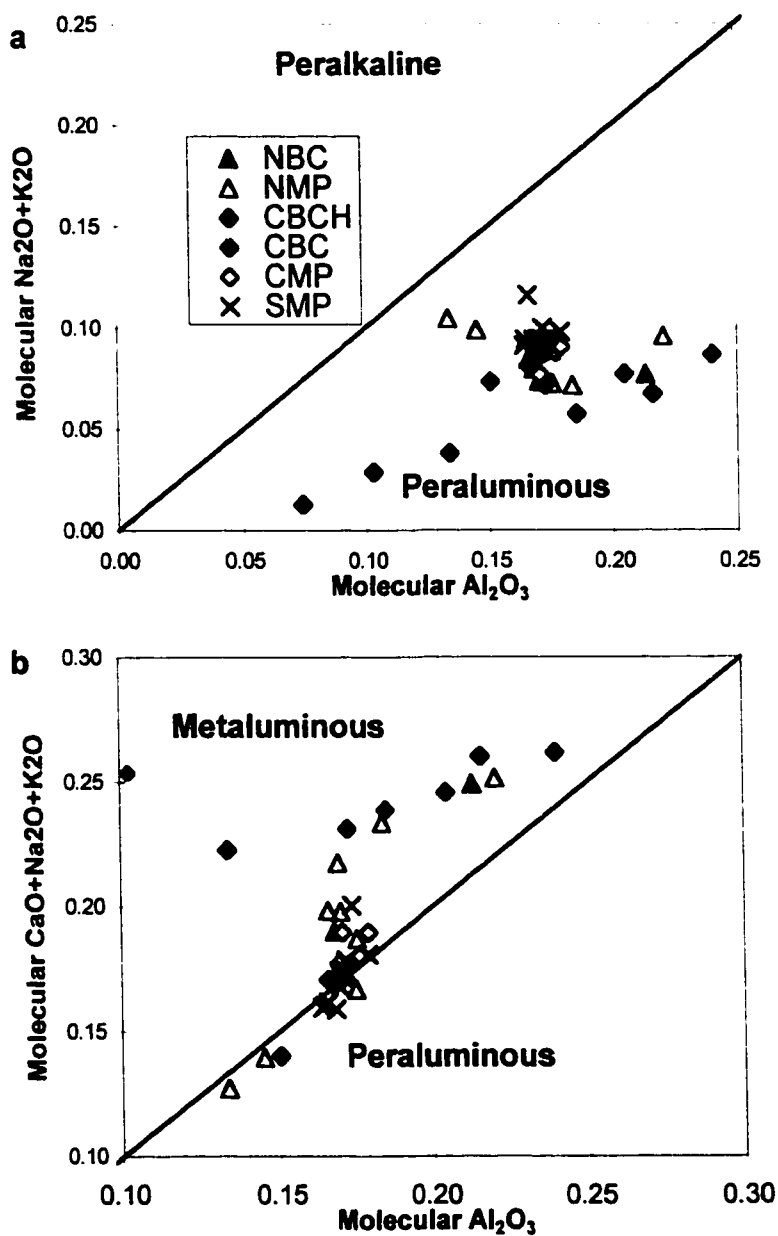 a
0.25
0.20
0.15
0.10
0.05
0.00
Molecular Na2O+K2O
Peralkaline
NBC
NMP
CBCH
CBC
CMP
SMP
Peraluminous
0.00 0.05 0.10 0.15 0.20 0.25
Molecular Al₂O₃
b
0.30
0.25
0.20
0.15
0.10
Molecular CaO+Na2O+K2O
Metaluminous
Peraluminous
0.10 0.15 0.20 0.25 0.30
Molecular Al₂O₃